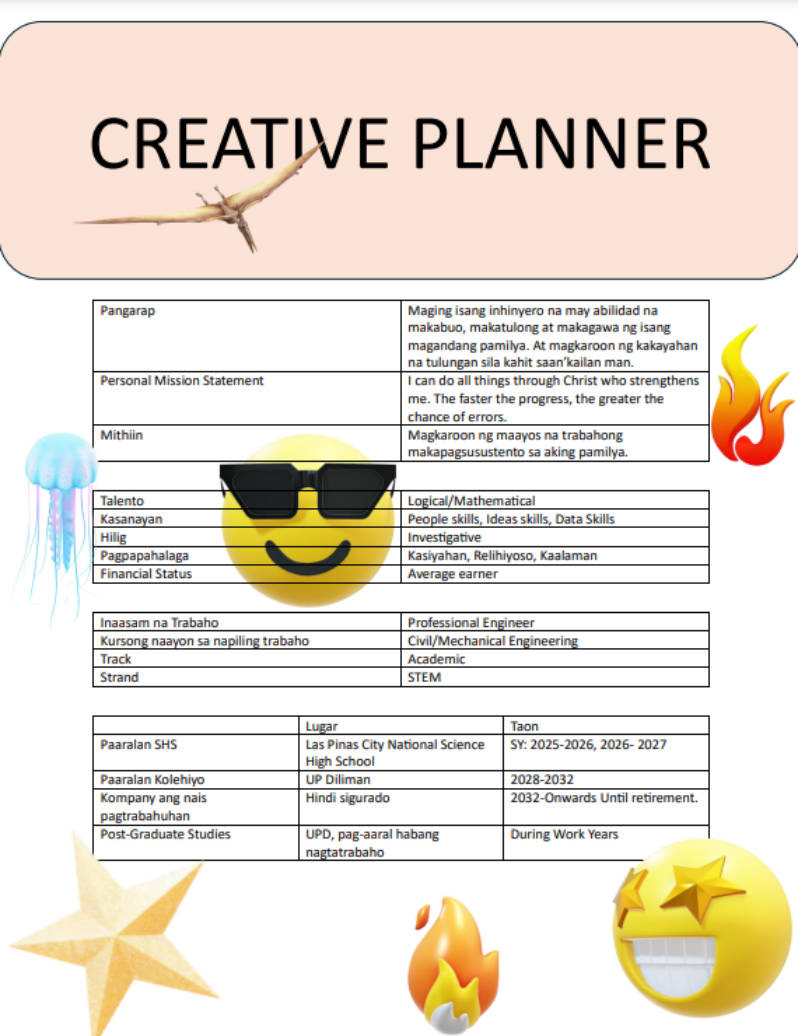 CREATIVE PLANNER
Pangarap
Maging isang inhinyero na may abilidad na
makabuo, makatulong at makagawa ng isang
magandang pamilya. At magkaroon ng kakayahan
na tulungan sila kahit saan'kailan man.
Personal Mission Statement
I can do all things through Christ who strengthens
me. The faster the progress, the greater the
chance of errors.
Mithiin
Magkaroon ng maayos na trabahong
makapagsusustento sa aking pamilya.
Talento
Logical/Mathematical
Kasanayan
People skills, Ideas skills, Data Skills
Hilig
Investigative
Pagpapahalaga
Kasiyahan, Relihiyoso, Kaalaman
Financial Status
Average earner
Inaasam na Trabaho
Professional Engineer
Kursong naayon sa napiling trabaho
Civil/Mechanical Engineering
Track
Academic
Strand
STEM
Lugar
Taon
Paaralan SHS
Las Pinas City National Science
High School
SY: 2025-2026, 2026- 2027
Paaralan Kolehiyo
UP Diliman
2028-2032
Kompany ang nais
pagtrabahuhan
Hindi sigurado
2032-Onwards Until retirement.
Post-Graduate Studies
UPD, pag-aaral habang
nagtatrabaho
During Work Years